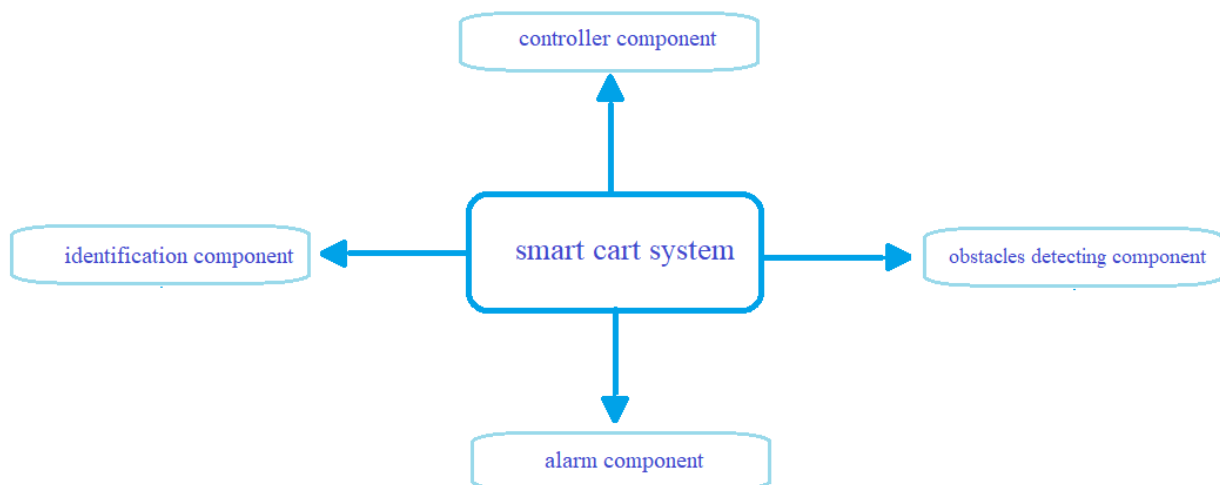 controller component
identification component
smart cart system
obstacles detecting component
alarm component